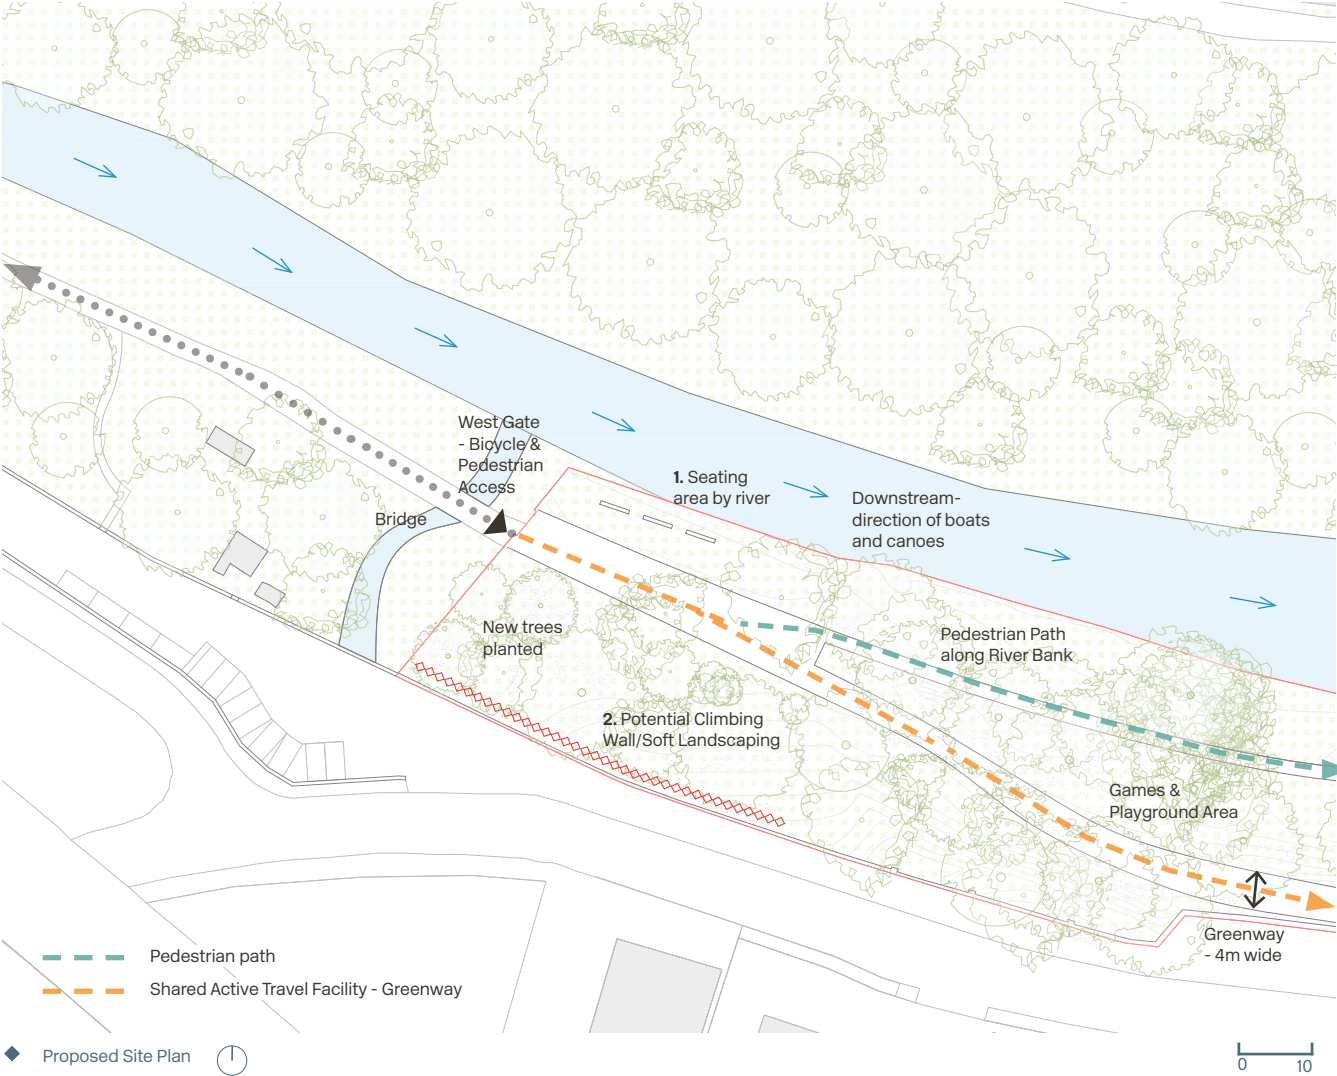 West Gate
- Bicycle &
Pedestrian
Access
1. Seating
area by river
Downstream-
direction of boats
and canoes
Bridge
New trees
planted
Pedestrian Path
along River Bank
2. Potential Climbing
Wall/Soft Landscaping
Games &
Playground Area
Greenway
- 4m wide
Pedestrian path
Shared Active Travel Facility - Greenway
Proposed Site Plan
0 10